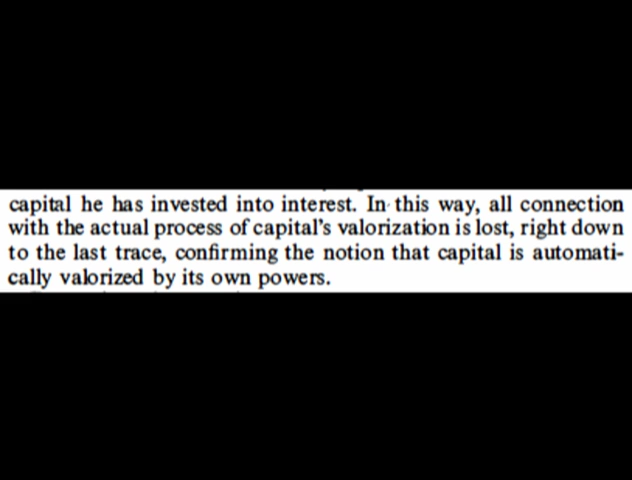 capital he has invested into interest. In this way, all connection
with the actual process of capital's valorization is lost, right down
to the last trace, confirming the notion that capital is automati-
cally valorized by its own powers.